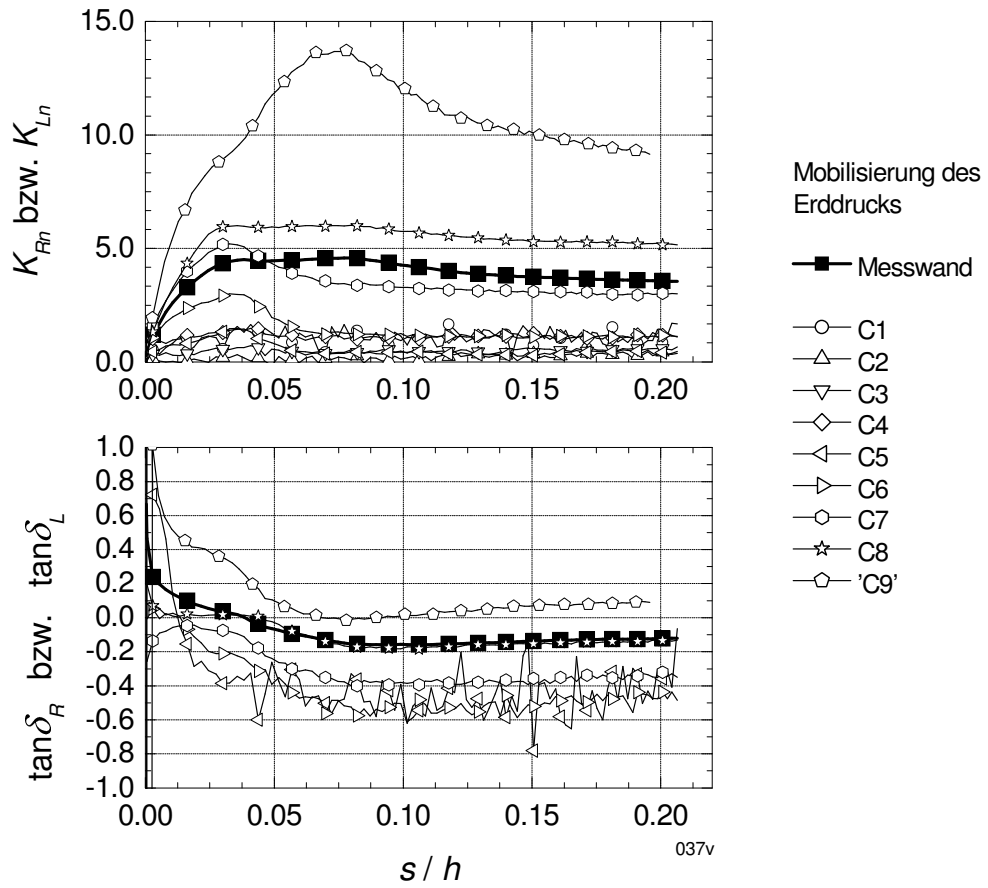 15.0
10.0
5.0
0.0
K_Rn bzw. K_Ln
0.00 0.05 0.10 0.15 0.20
1.0
0.8
0.6
0.4
0.2
0.0
-0.2
-0.4
-0.6
-0.8
-1.0
tanδ_R bzw. tanδ_L
0.00 0.05 0.10 0.15 0.20
s / h
037v
Mobilisierung des
Erddrucks
Messwand
C1
C2
C3
C4
C5
C6
C7
C8
'C9'